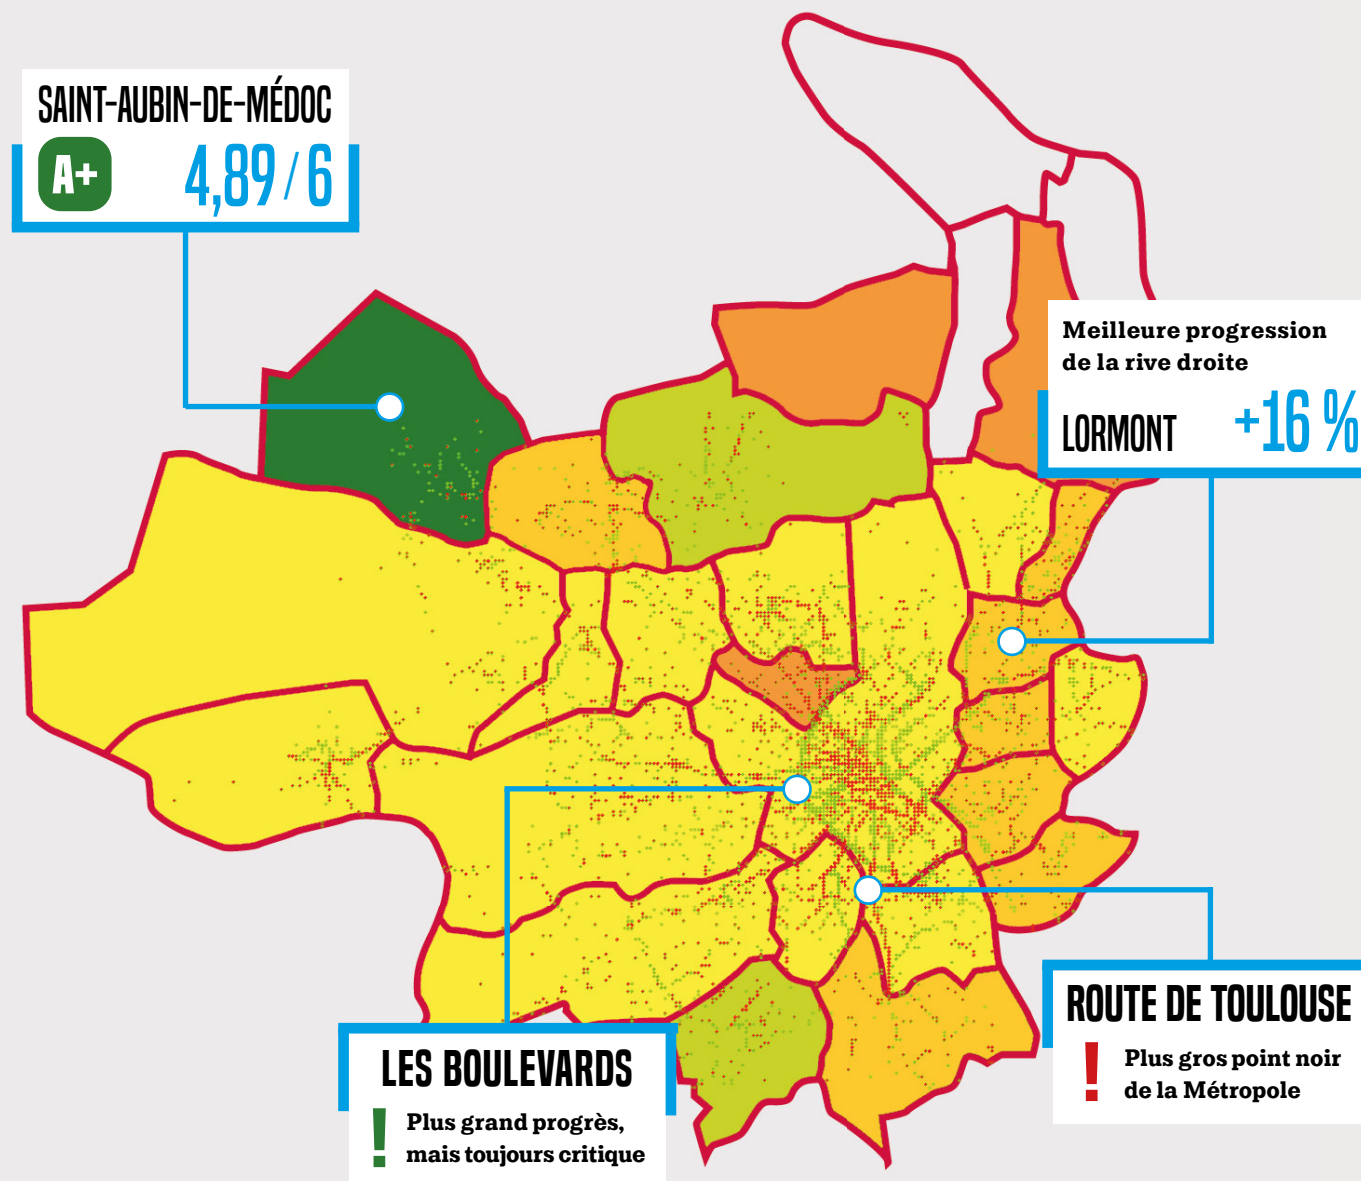 SAINT-AUBIN-DE-MÉDOC
A+ 4,89 / 6
Meilleure progression
de la rive droite
LORMONT +16 %
ROUTE DE TOULOUSE
! Plus gros point noir
de la Métropole
LES BOULEVARDS
! Plus grand progrès,
mais toujours critique